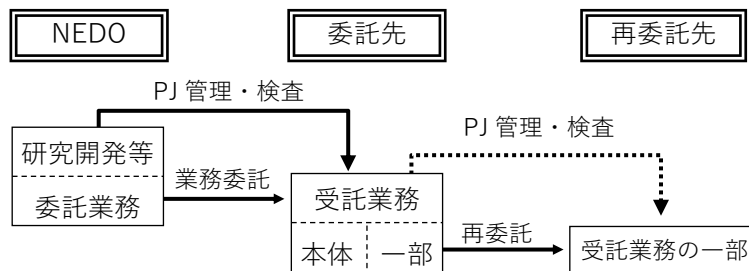 NEDO
委託先
再委託先
PJ 管理・検査
PJ 管理・検査
研究開発等
委託業務
業務委託
受託業務
本体
一部
再委託
受託業務の一部